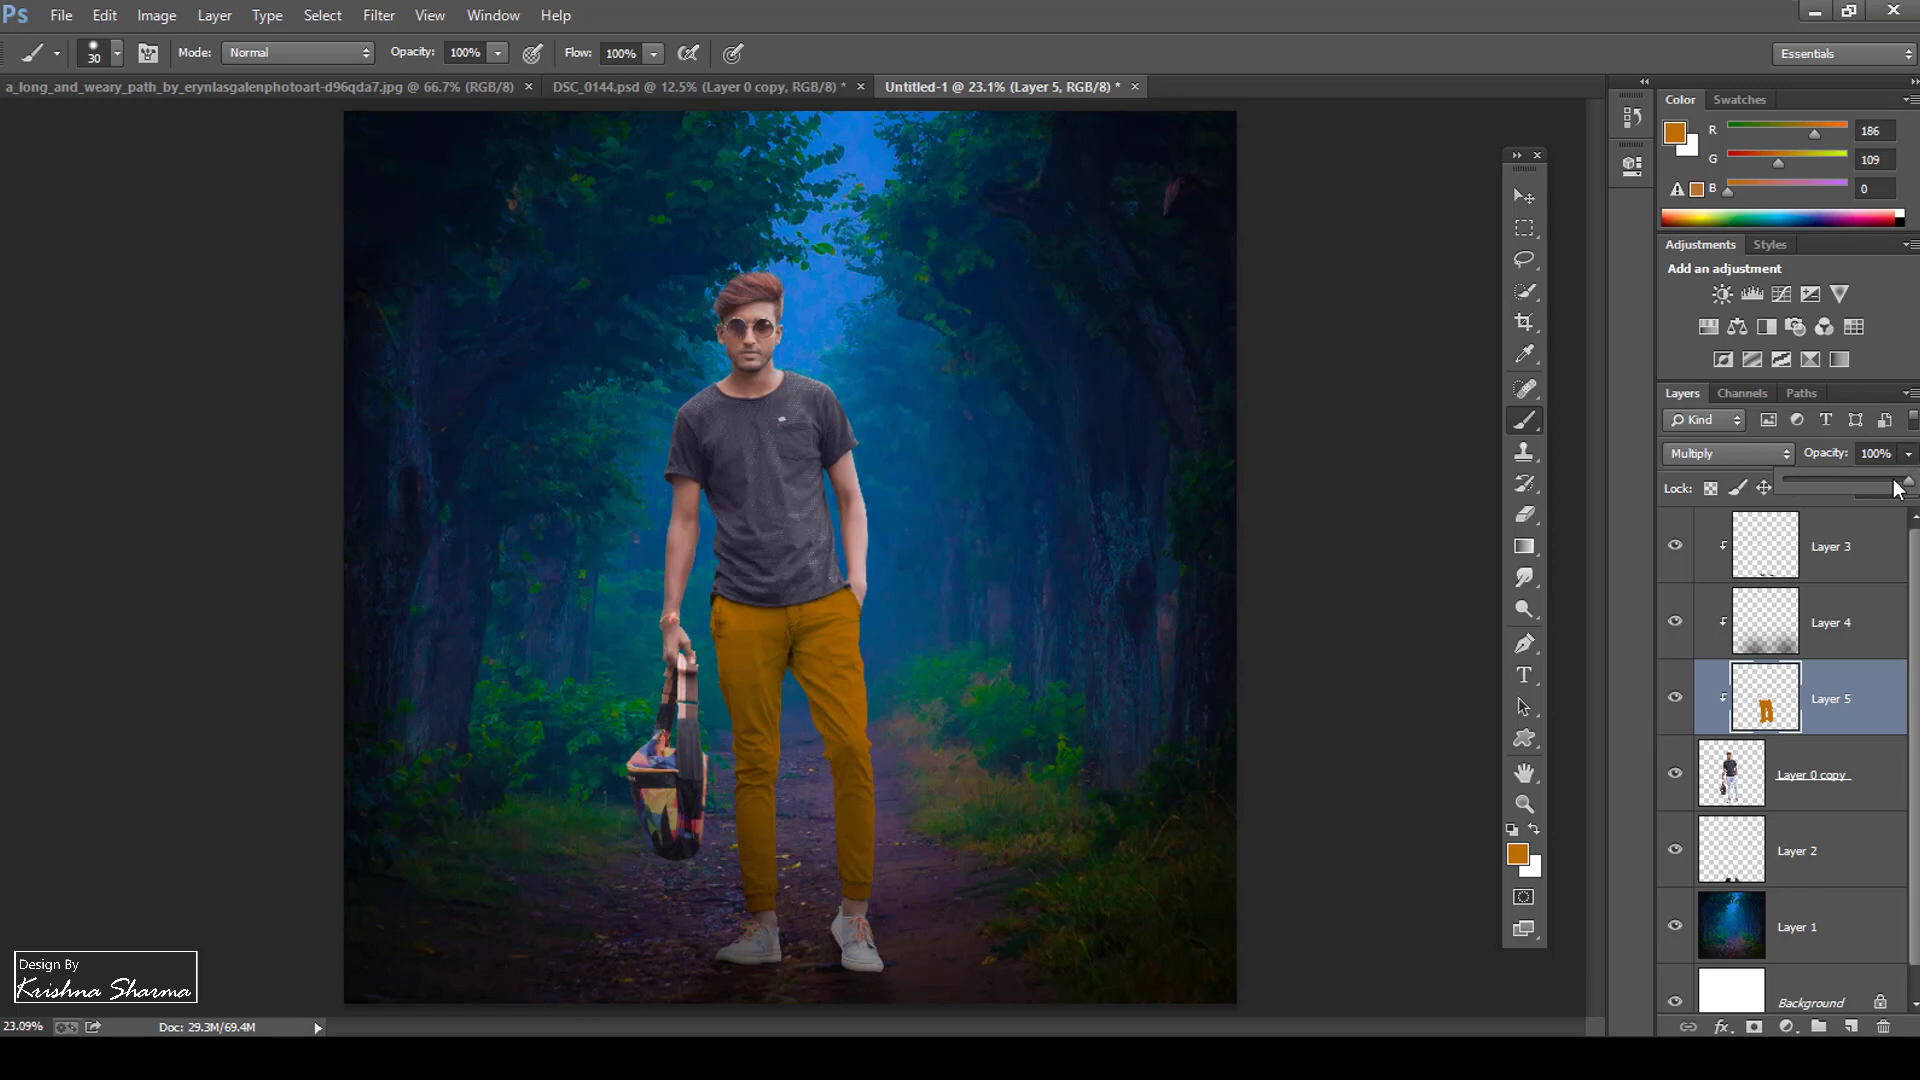 Ps File Edit Image Layer Type Select Filter View Window Help
30 Mode: Normal Opacity: 100% Flow: 100% Essentials
a_long_and_weary_path_by_erynlasgalenphotoart-d96qda7.jpg @ 66.7% (RGB/8) × DSC_0144.psd @ 12.5% (Layer 0 copy, RGB/8) * × Untitled-1 @ 23.1% (Layer 5, RGB/8) * ×
Color Swatches
R 186
G 109
B 0
Adjustments Styles
Add an adjustment
Layers Channels Paths
Kind
Multiply Opacity: 100%
Lock:
Layer 3
Layer 4
Layer 5
Layer 0 copy
Layer 2
Layer 1
Background
Design By
Krishna Sharma
23.09% Doc: 29.3M/69.4M